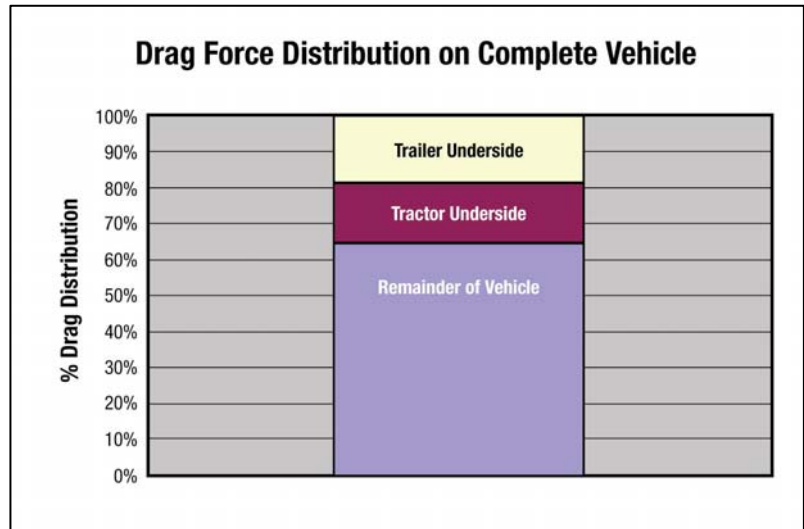 Drag Force Distribution on Complete Vehicle
100%
90%
80%
70%
60%
50%
40%
30%
20%
10%
0%
% Drag Distribution
Trailer Underside
Tractor Underside
Remainder of Vehicle